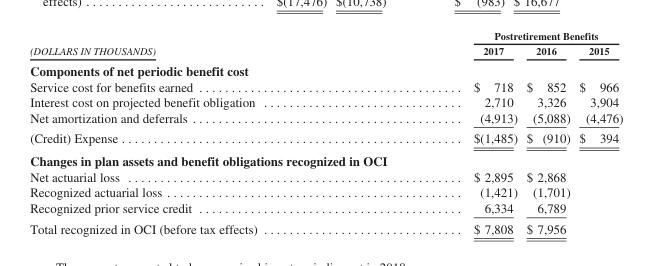 effects) . . . . . . . . . . . . . . . . . . . . . . . . . . . . $(17,476) $(10,738) $ (983) $ 16,677
Postretirement Benefits
(DOLLARS IN THOUSANDS) 2017 2016 2015
Components of net periodic benefit cost
Service cost for benefits earned . . . . . . . . . . . . . . . . . . . . $ 718 $ 852 $ 966
Interest cost on projected benefit obligation . . . . . . . . . . . . . . . . . . . . 2,710 3,326 3,904
Net amortization and deferrals . . . . . . . . . . . . . . . . . . . . (4,913) (5,088) (4,476)
(Credit) Expense . . . . . . . . . . . . . . . . . . . . $(1,485) $ (910) $ 394
Changes in plan assets and benefit obligations recognized in OCI
Net actuarial loss . . . . . . . . . . . . . . . . . . . . $ 2,895 $ 2,868
Recognized actuarial loss . . . . . . . . . . . . . . . . . . . . (1,421) (1,701)
Recognized prior service credit . . . . . . . . . . . . . . . . . . . . 6,334 6,789
Total recognized in OCI (before tax effects) . . . . . . . . . . . . . . . . . . . . $ 7,808 $ 7,956